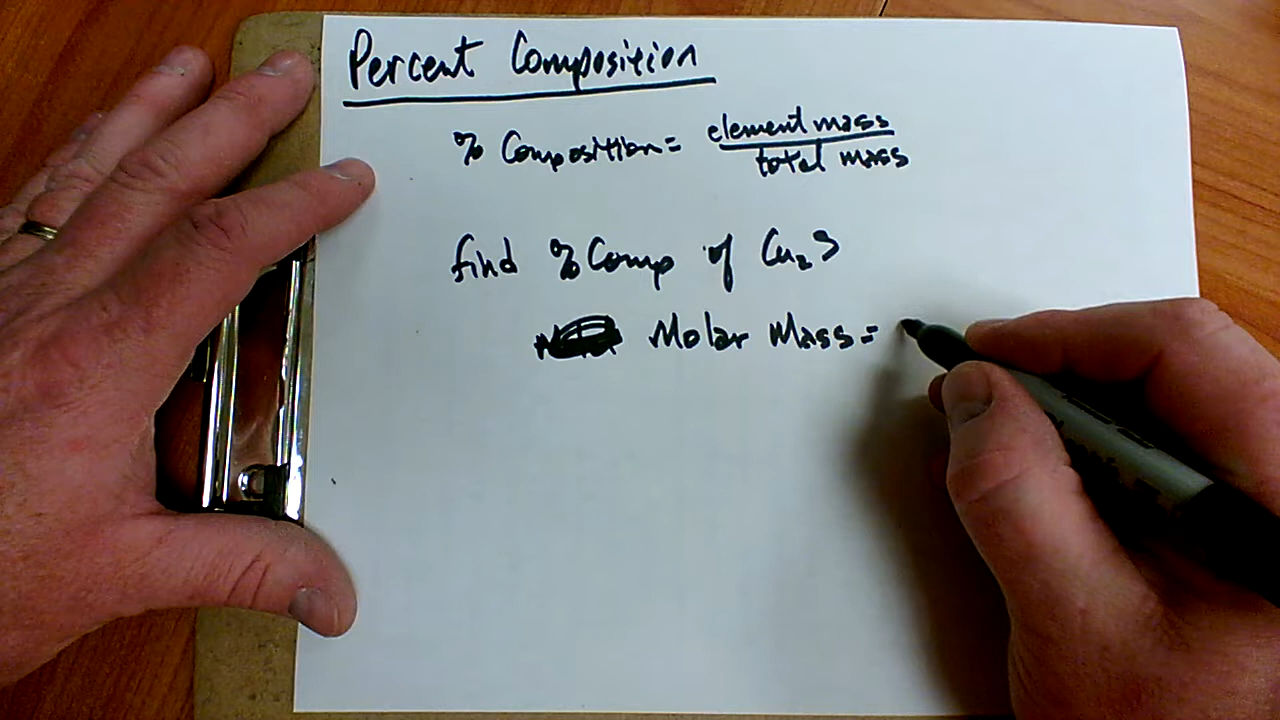 Percent Composition
% Composition = element mass
total mass
find % Comp of Cu₂S
Molar Mass =